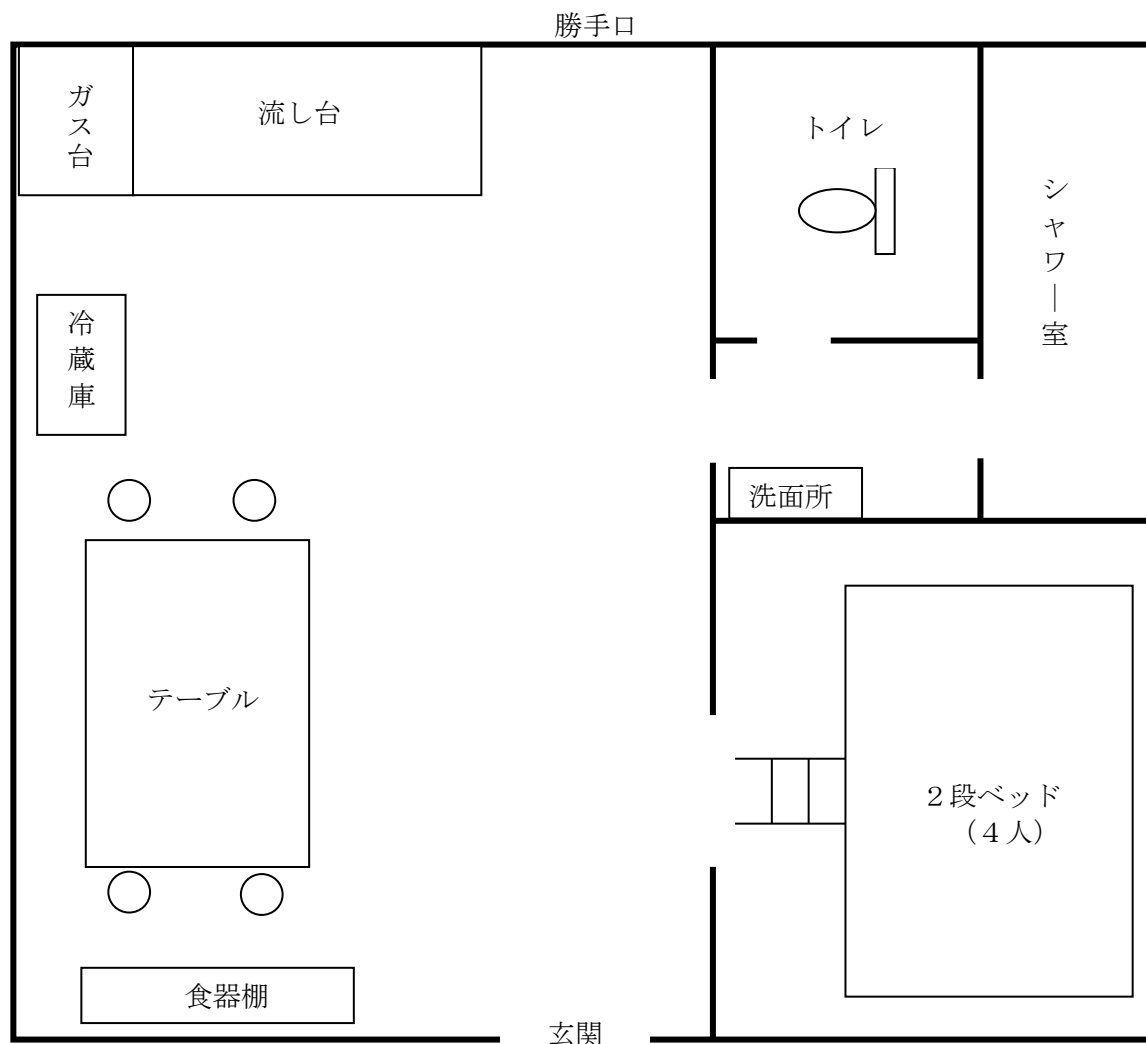 勝手口
ガス台
流し台
トイレ
シャワ―室
冷蔵庫
洗面所
テーブル
２段ベッド
（４人）
食器棚
玄関